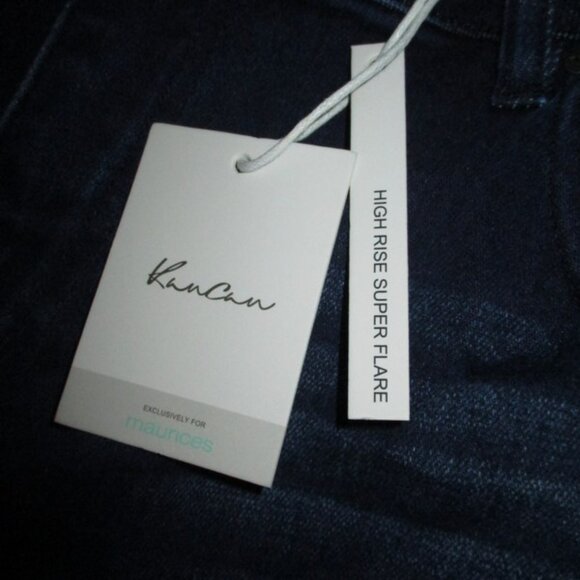 KanCan
EXCLUSIVELY FOR
maurices
HIGH RISE SUPER FLARE